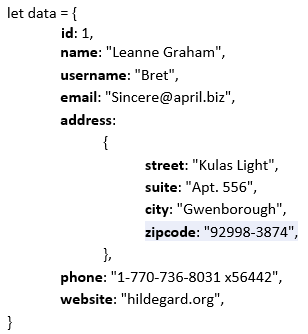 let data = {
id: 1,
name: "Leanne Graham",
username: "Bret",
email: "Sincere@april.biz",
address:
{
street: "Kulas Light",
suite: "Apt. 556",
city: "Gwenborough",
zipcode: "92998-3874",
},
phone: "1-770-736-8031 x56442",
website: "hildegard.org",
}